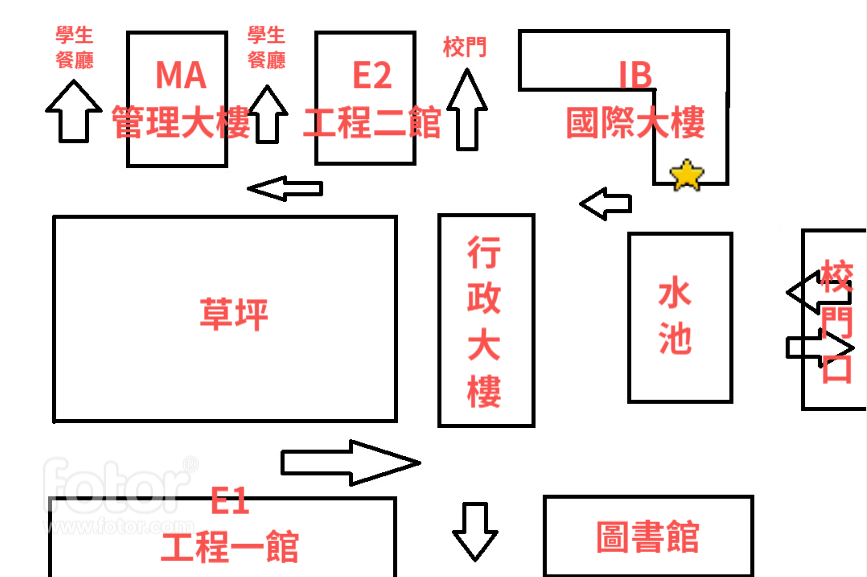 學生
餐廳
MA
管理大樓
學生
餐廳
E2
工程二館
校門
IB
國際大樓
草坪
行
政
大
樓
水
池
校
門
口
E1
工程一館
圖書館
fotor®
www.fotor.com